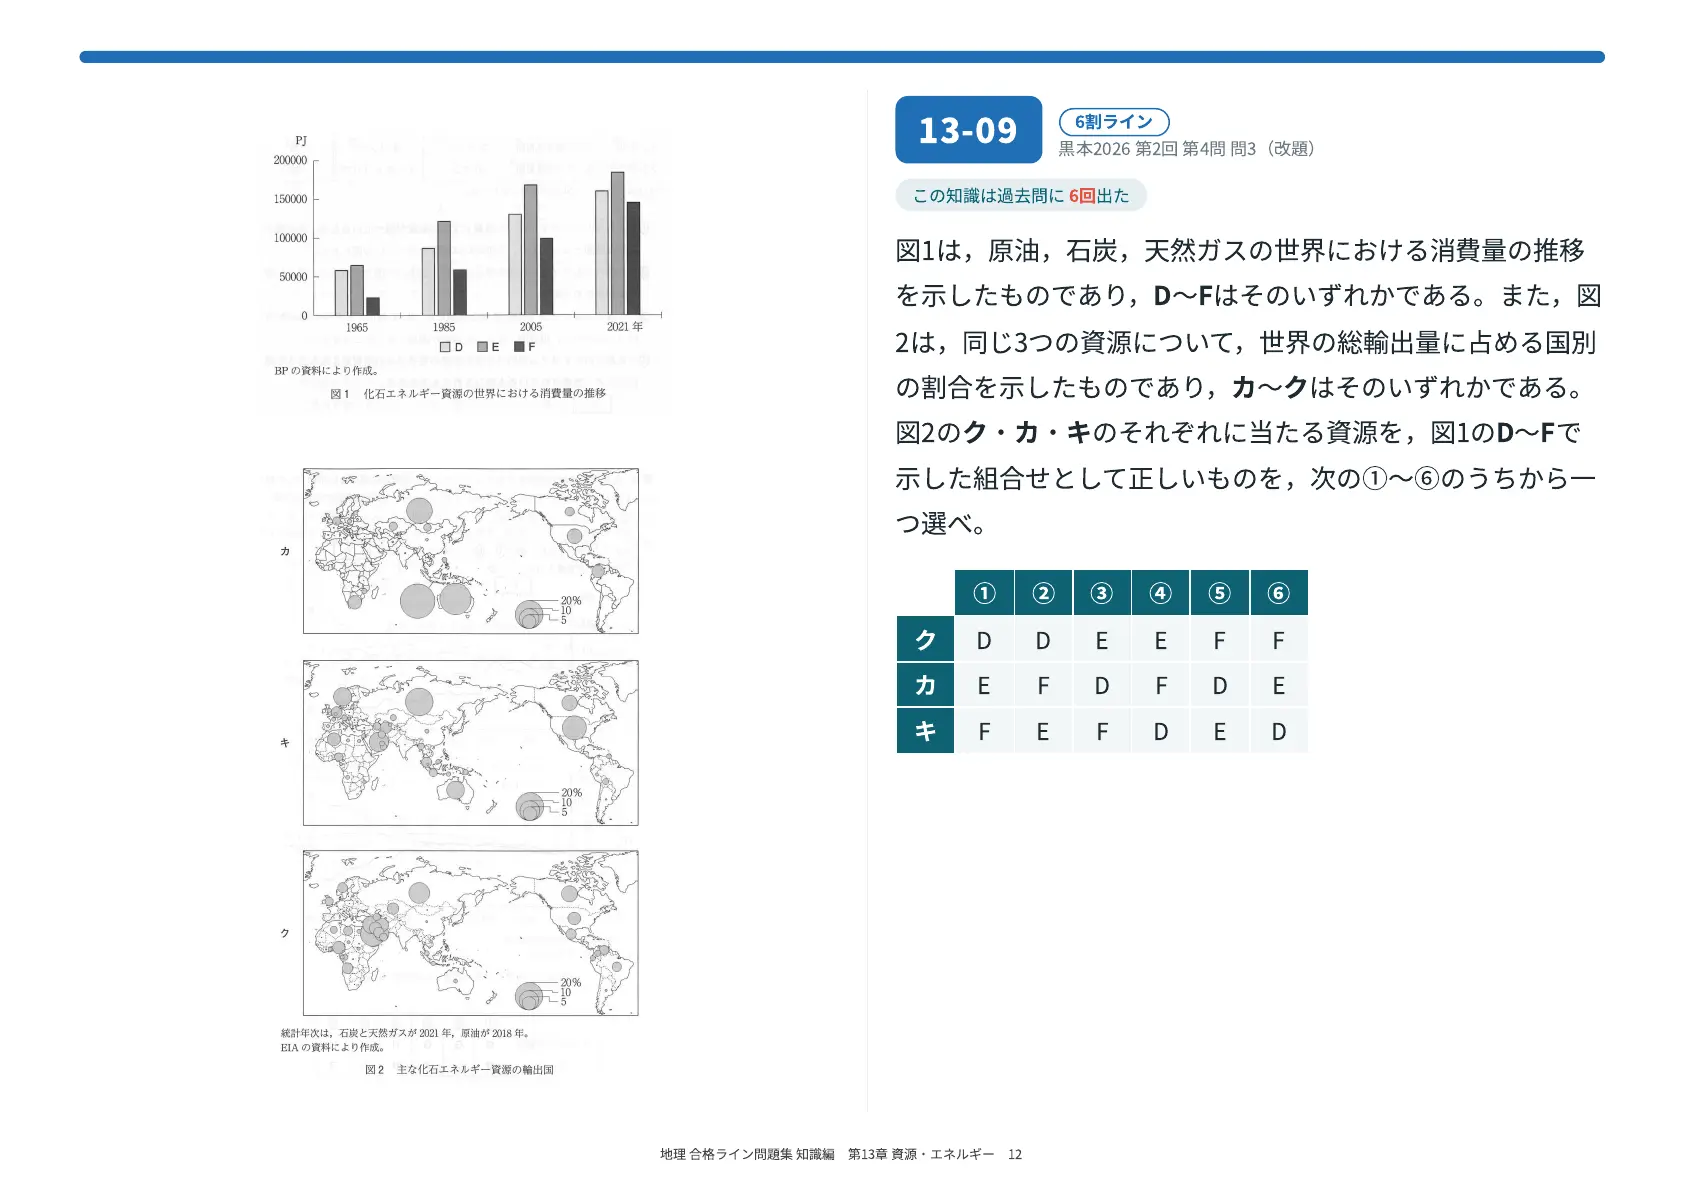 PJ
200000
150000
100000
50000
0
1965
1985
2005
2021 年
D E F
BP の資料により作成。
図1 化石エネルギー資源の世界における消費量の推移
カ
20%
10
5
キ
20%
10
5
ク
20%
10
5
統計年次は，石炭と天然ガスが 2021 年，原油が 2018 年。
EIA の資料により作成。
図2 主な化石エネルギー資源の輸出国
13-09
6割ライン
黒本2026 第2回 第4問 問3（改題）
この知識は過去問に 6回出た
図1は，原油，石炭，天然ガスの世界における消費量の推移
を示したものであり，D～Fはそのいずれかである。また，図
2は，同じ3つの資源について，世界の総輸出量に占める国別
の割合を示したものであり，カ～クはそのいずれかである。
図2のク・カ・キのそれぞれに当たる資源を，図1のD～Fで
示した組合せとして正しいものを，次の①～⑥のうちから一
つ選べ。
① ② ③ ④ ⑤ ⑥
ク D D E E F F
カ E F D F D E
キ F E F D E D
地理 合格ライン問題集 知識編 第13章 資源・エネルギー 12